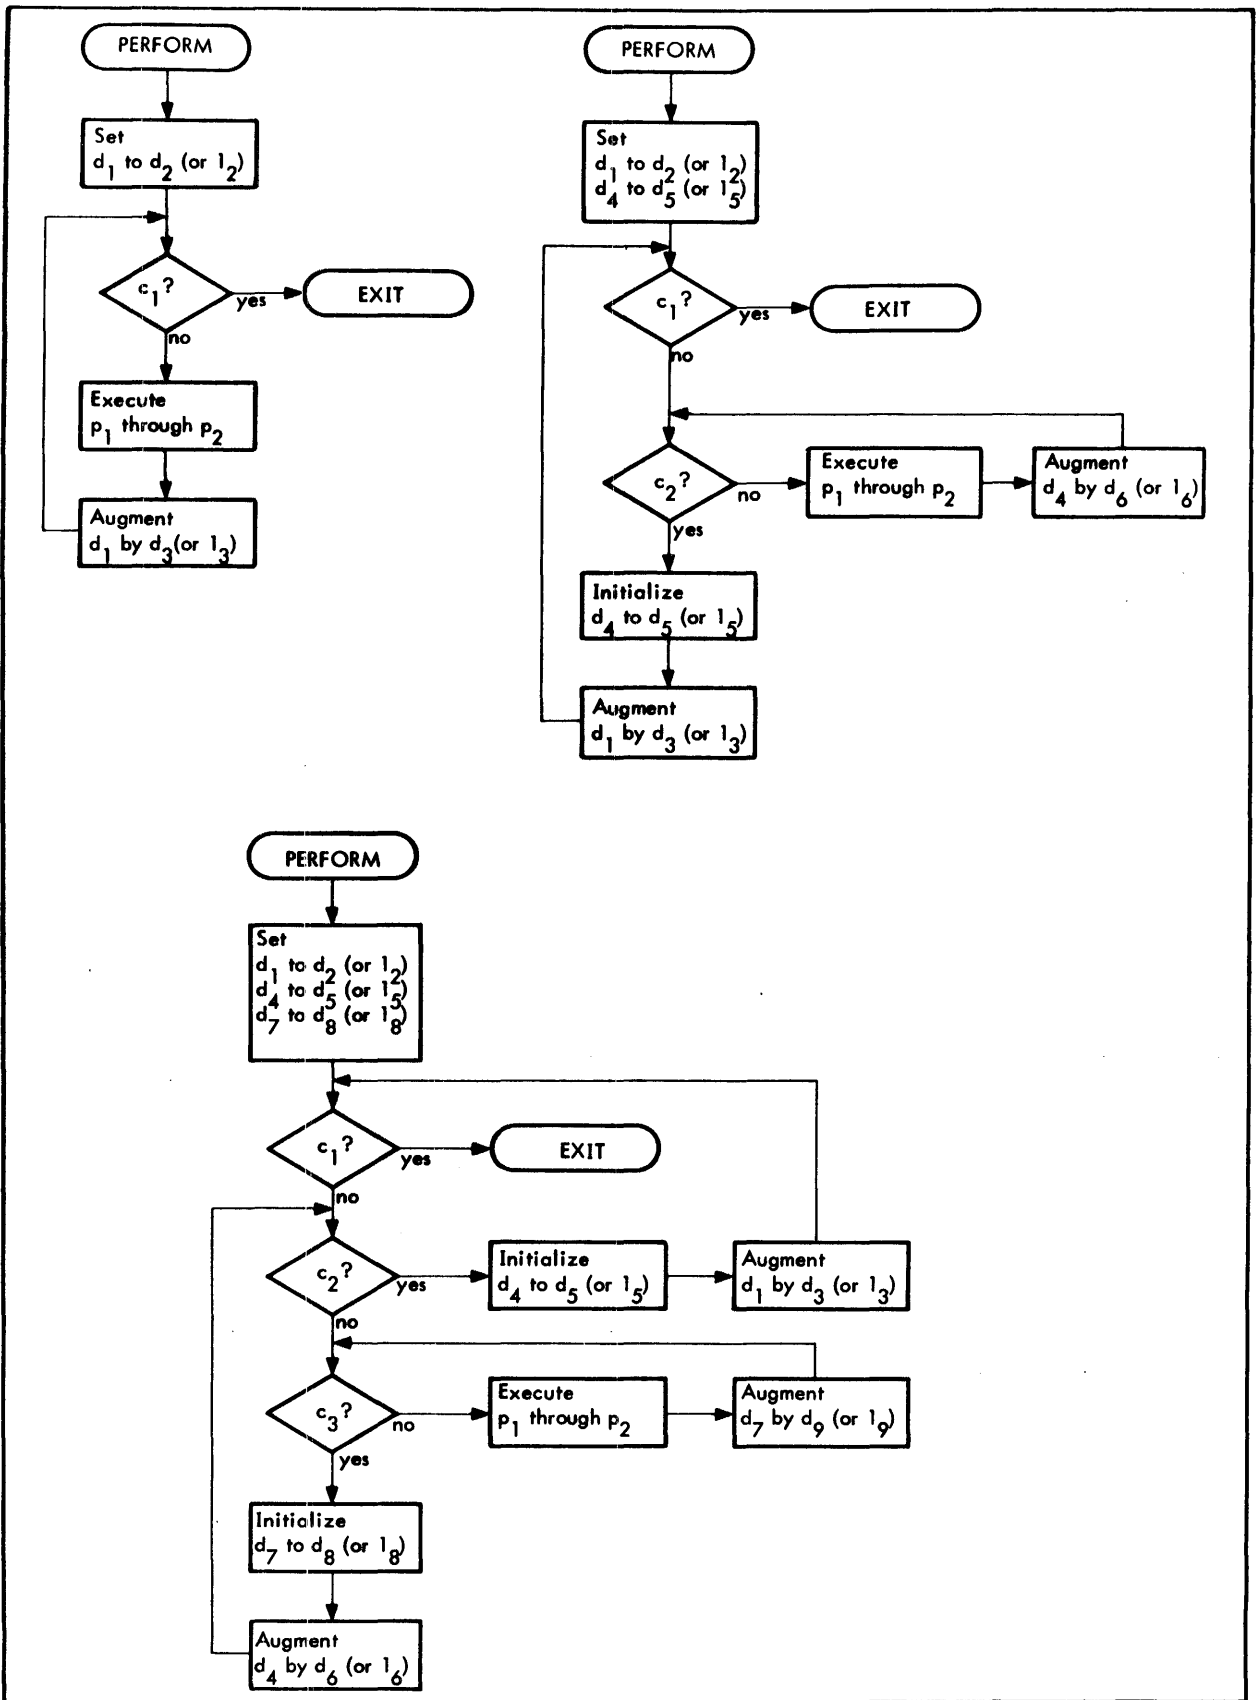 PERFORM
Set
d1 to d2 (or l2)
c1?
yes
EXIT
no
Execute
p1 through p2
Augment
d1 by d3 (or l3)
PERFORM
Set
d1 to d2 (or l2)
d4 to d5 (or l5)
c1?
yes
EXIT
no
c2?
no
Execute
p1 through p2
Augment
d4 by d6 (or l6)
yes
Initialize
d4 to d5 (or l5)
Augment
d1 by d3 (or l3)
PERFORM
Set
d1 to d2 (or l2)
d4 to d5 (or l5)
d7 to d8 (or l8)
c1?
yes
EXIT
no
c2?
yes
Initialize
d4 to d5 (or l5)
Augment
d1 by d3 (or l3)
no
c3?
no
Execute
p1 through p2
Augment
d7 by d9 (or l9)
yes
Initialize
d7 to d8 (or l8)
Augment
d4 by d6 (or l6)